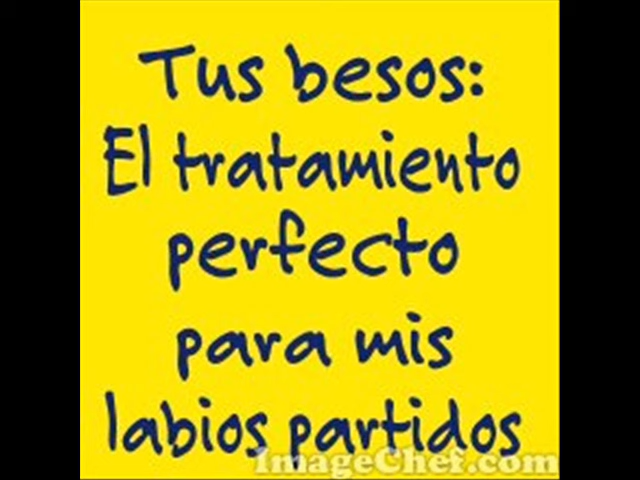 Tus besos:
El tratamiento
perfecto
para mis
labios partidos
ImageChef.com